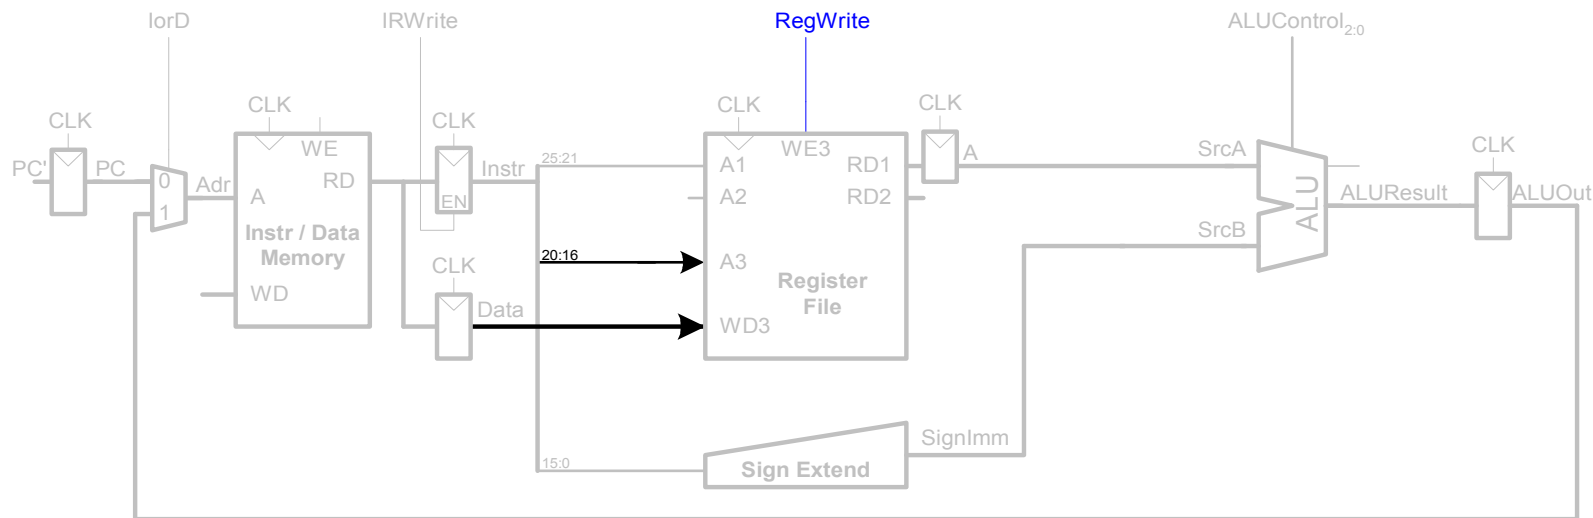 IorD
IRWrite
RegWrite
ALUControl2:0
CLK
CLK
CLK
CLK
CLK
CLK
PC'
PC
0
1
Adr
WE
A
RD
Instr / Data
Memory
WD
EN
Instr
CLK
Data
25:21
20:16
15:0
A1
A2
A3
WD3
WE3
RD1
RD2
Register
File
A
SrcA
SrcB
ALU
ALUResult
ALUOut
Sign Extend
SignImm